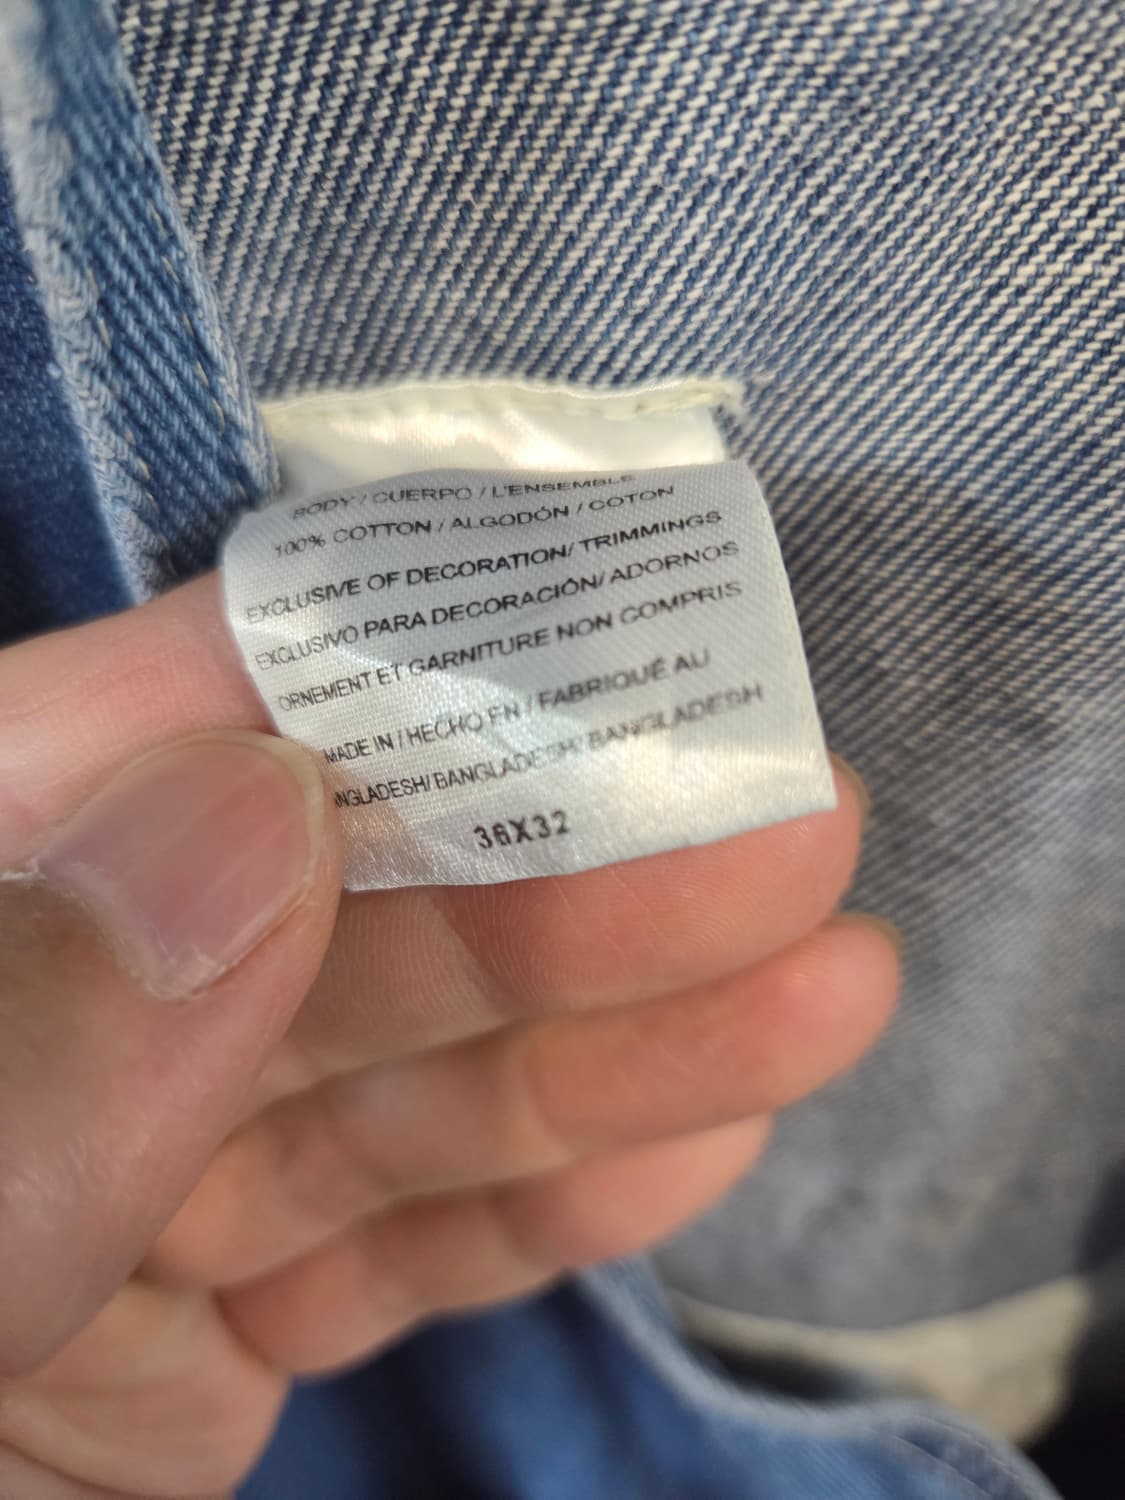 BODY / CUERPO / L'ENSEMBLE
100% COTTON / ALGODÓN / COTON
EXCLUSIVE OF DECORATION/ TRIMMINGS
EXCLUSIVO PARA DECORACIÓN/ ADORNOS
ORNEMENT ET GARNITURE NON COMPRIS
MADE IN / HECHO EN / FABRIQUÉ AU
ANGLADESH/ BANGLADESH/ BANGLADESH
36X32